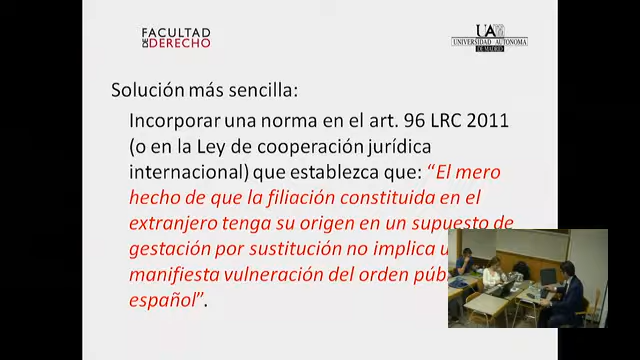 FACULTAD
DE DERECHO
UAM
UNIVERSIDAD AUTONOMA
DE MADRID
Solución más sencilla:
Incorporar una norma en el art. 96 LRC 2011
(o en la Ley de cooperación jurídica
internacional) que establezca que: “El mero
hecho de que la filiación constituida en el
extranjero tenga su origen en un supuesto de
gestación por sustitución no implica
manifiesta vulneración del orden
español”.